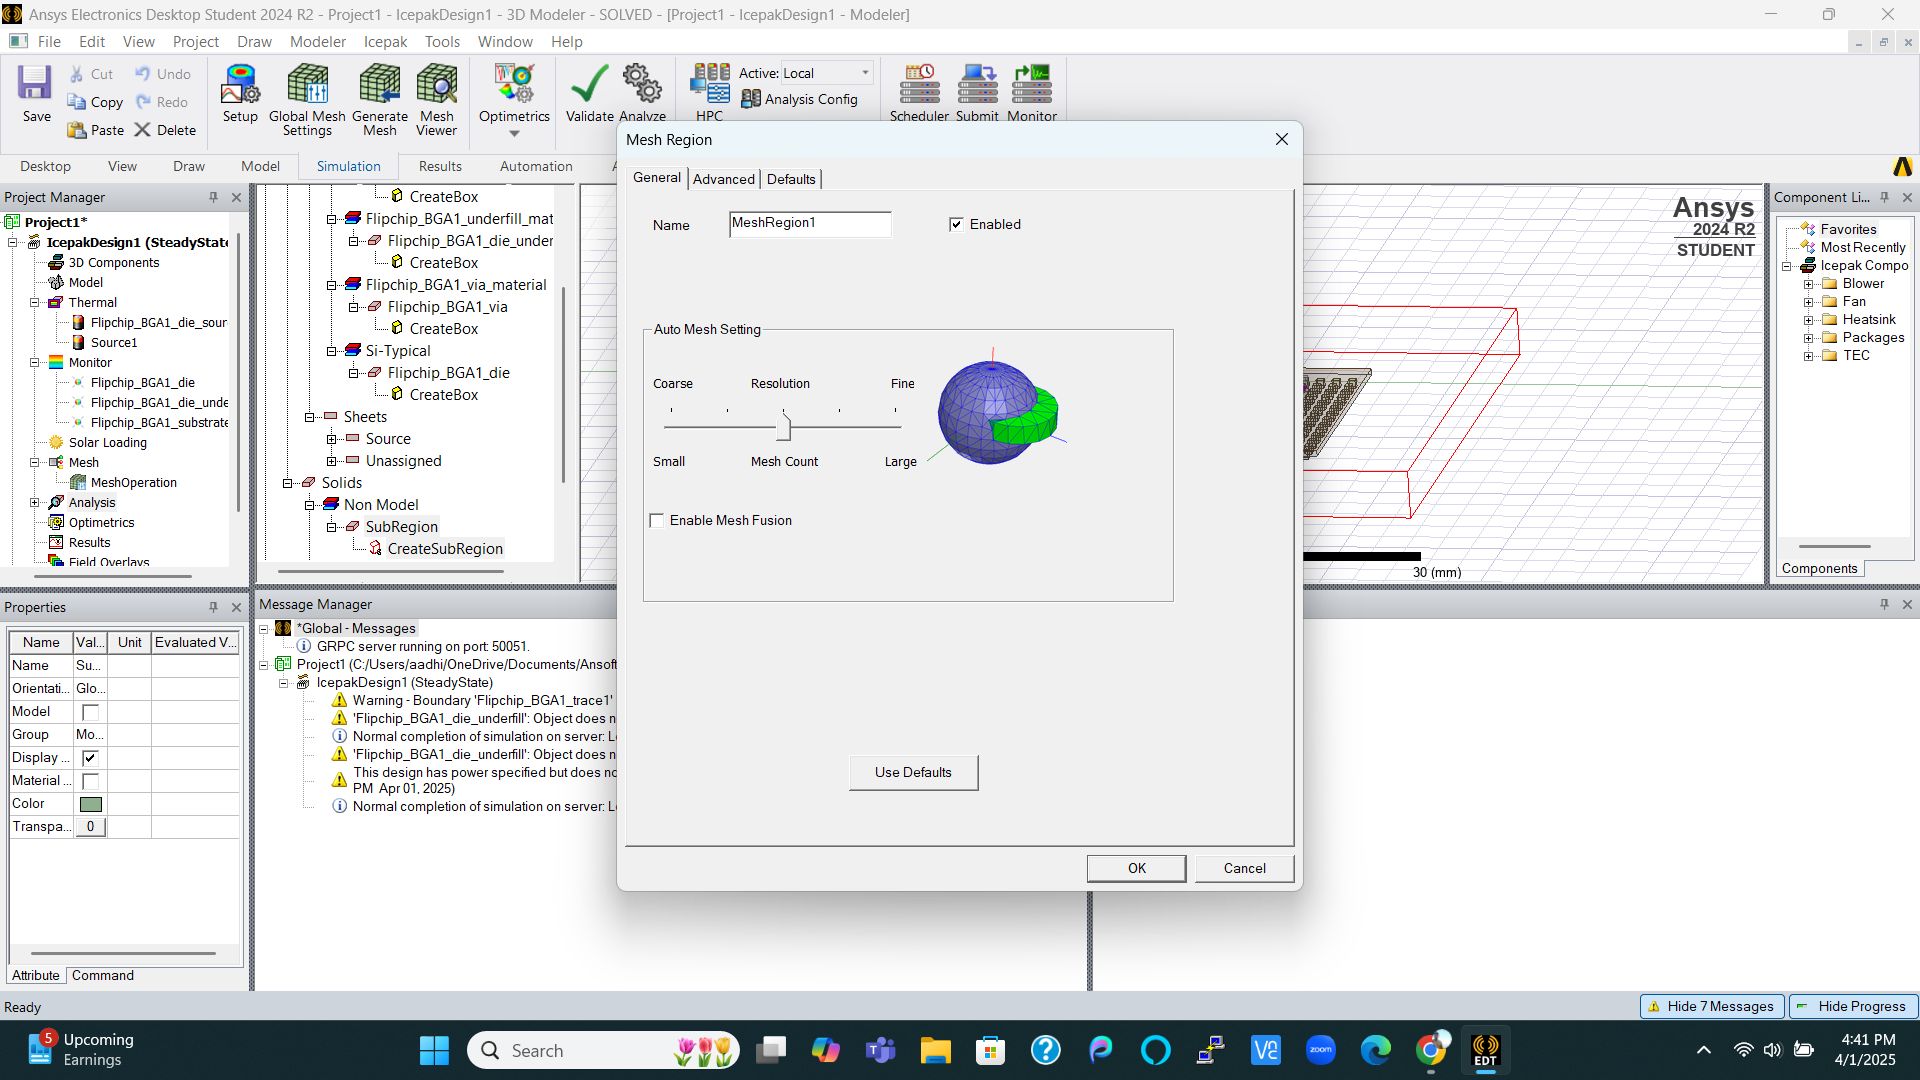 Ansys Electronics Desktop Student 2024 R2 - Project1 - IcepakDesign1 - 3D Modeler - SOLVED - [Project1 - IcepakDesign1 - Modeler]
File Edit View Project Draw Modeler Icepak Tools Window Help
Save Cut Copy Paste Undo Redo Delete
Setup Global Mesh Settings Generate Mesh Mesh Viewer Optimetrics Validate Analyze HPC
Active: Local
Analysis Config
Scheduler Submit Monitor
Desktop View Draw Model Simulation Results Automation
Project Manager
Project1*
IcepakDesign1 (SteadyState
3D Components
Model
Thermal
Flipchip_BGA1_die_sour
Source1
Monitor
Flipchip_BGA1_die
Flipchip_BGA1_die_unde
Flipchip_BGA1_substrate
Solar Loading
Mesh
MeshOperation
Analysis
Optimetrics
Results
Field Overlays
CreateBox
Flipchip_BGA1_underfill_mat
Flipchip_BGA1_die_under
CreateBox
Flipchip_BGA1_via_material
Flipchip_BGA1_via
CreateBox
Si-Typical
Flipchip_BGA1_die
CreateBox
Sheets
Source
Unassigned
Solids
Non Model
SubRegion
CreateSubRegion
Mesh Region
General Advanced Defaults
Name MeshRegion1 Enabled
Auto Mesh Setting
Coarse Resolution Fine
Small Mesh Count Large
Enable Mesh Fusion
Use Defaults
OK Cancel
Ansys
2024 R2
STUDENT
30 (mm)
Component Li...
Favorites
Most Recently
Icepak Compo
Blower
Fan
Heatsink
Packages
TEC
Components
Properties
Name Val... Unit Evaluated V...
Name Su...
Orientati... Glo...
Model
Group Mo...
Display ...
Material ...
Color
Transpa... 0
Attribute Command
Message Manager
*Global - Messages
GRPC server running on port: 50051.
Project1 (C:/Users/aadhi/OneDrive/Documents/Ansoft
IcepakDesign1 (SteadyState)
Warning - Boundary 'Flipchip_BGA1_trace1'
'Flipchip_BGA1_die_underfill': Object does n
Normal completion of simulation on server: L
'Flipchip_BGA1_die_underfill': Object does n
This design has power specified but does no
PM Apr 01, 2025)
Normal completion of simulation on server: L
Ready
Hide 7 Messages Hide Progress
5 Upcoming
Earnings
Search
zoom
EDT
4:41 PM
4/1/2025